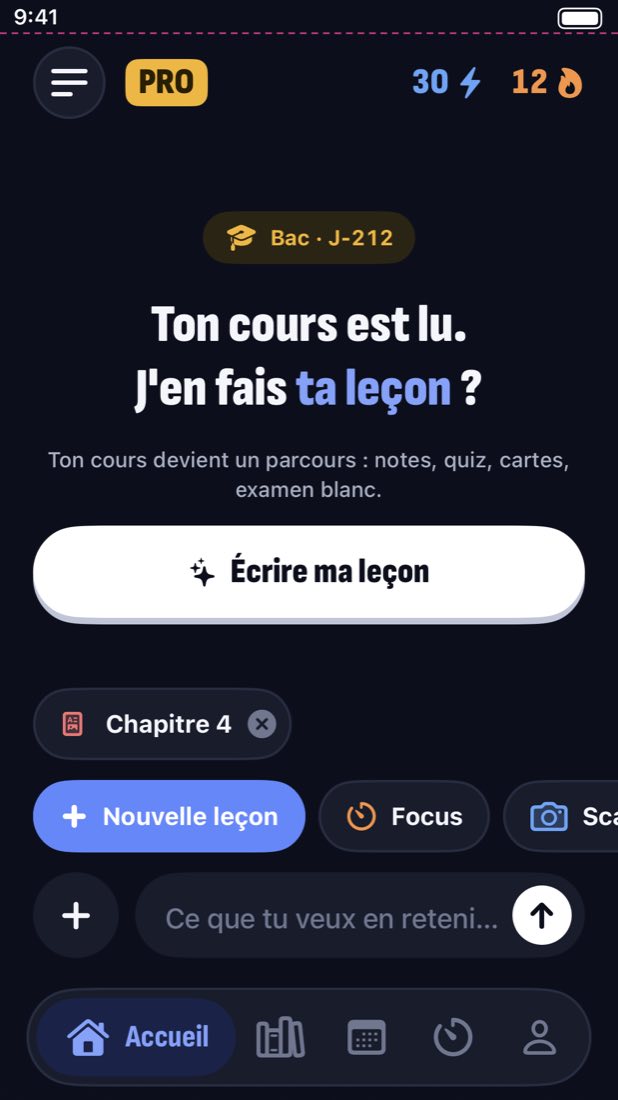 9:41
PRO
30
12
Bac · J-212
Ton cours est lu.
J'en fais ta leçon ?
Ton cours devient un parcours : notes, quiz, cartes,
examen blanc.
Écrire ma leçon
Chapitre 4
Nouvelle leçon
Focus
Sca
Ce que tu veux en reteni...
Accueil